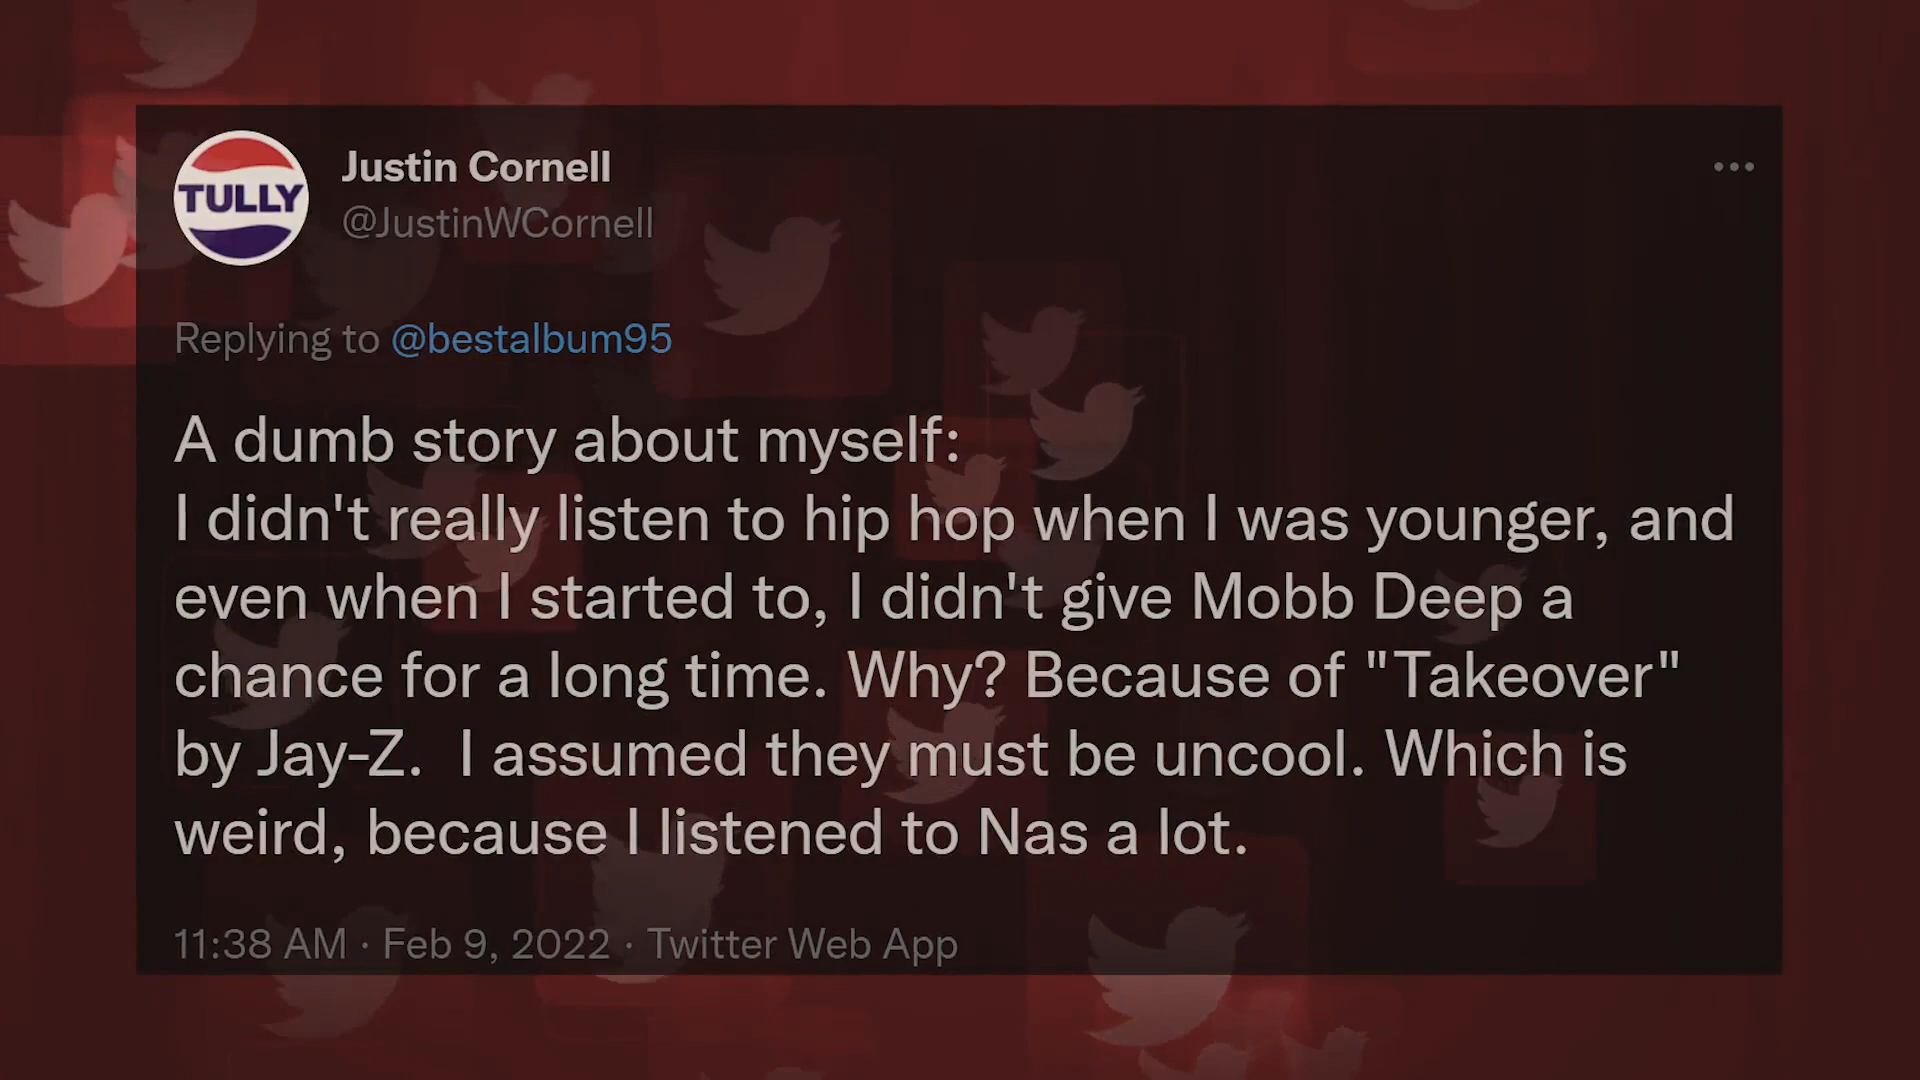 TULLY
Justin Cornell
@JustinWCornell
Replying to @bestalbum95
A dumb story about myself:
I didn't really listen to hip hop when I was younger, and
even when I started to, I didn't give Mobb Deep a
chance for a long time. Why? Because of "Takeover"
by Jay-Z.  I assumed they must be uncool. Which is
weird, because I listened to Nas a lot.
11:38 AM · Feb 9, 2022 · Twitter Web App